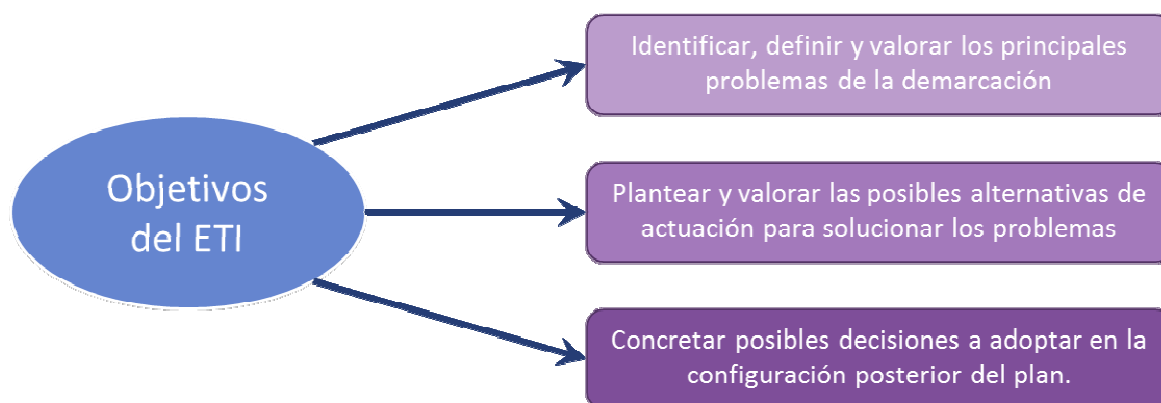 Objetivos
del ETI
Identificar, definir y valorar los principales
problemas de la demarcación
Plantear y valorar las posibles alternativas de
actuación para solucionar los problemas
Concretar posibles decisiones a adoptar en la
configuración posterior del plan.